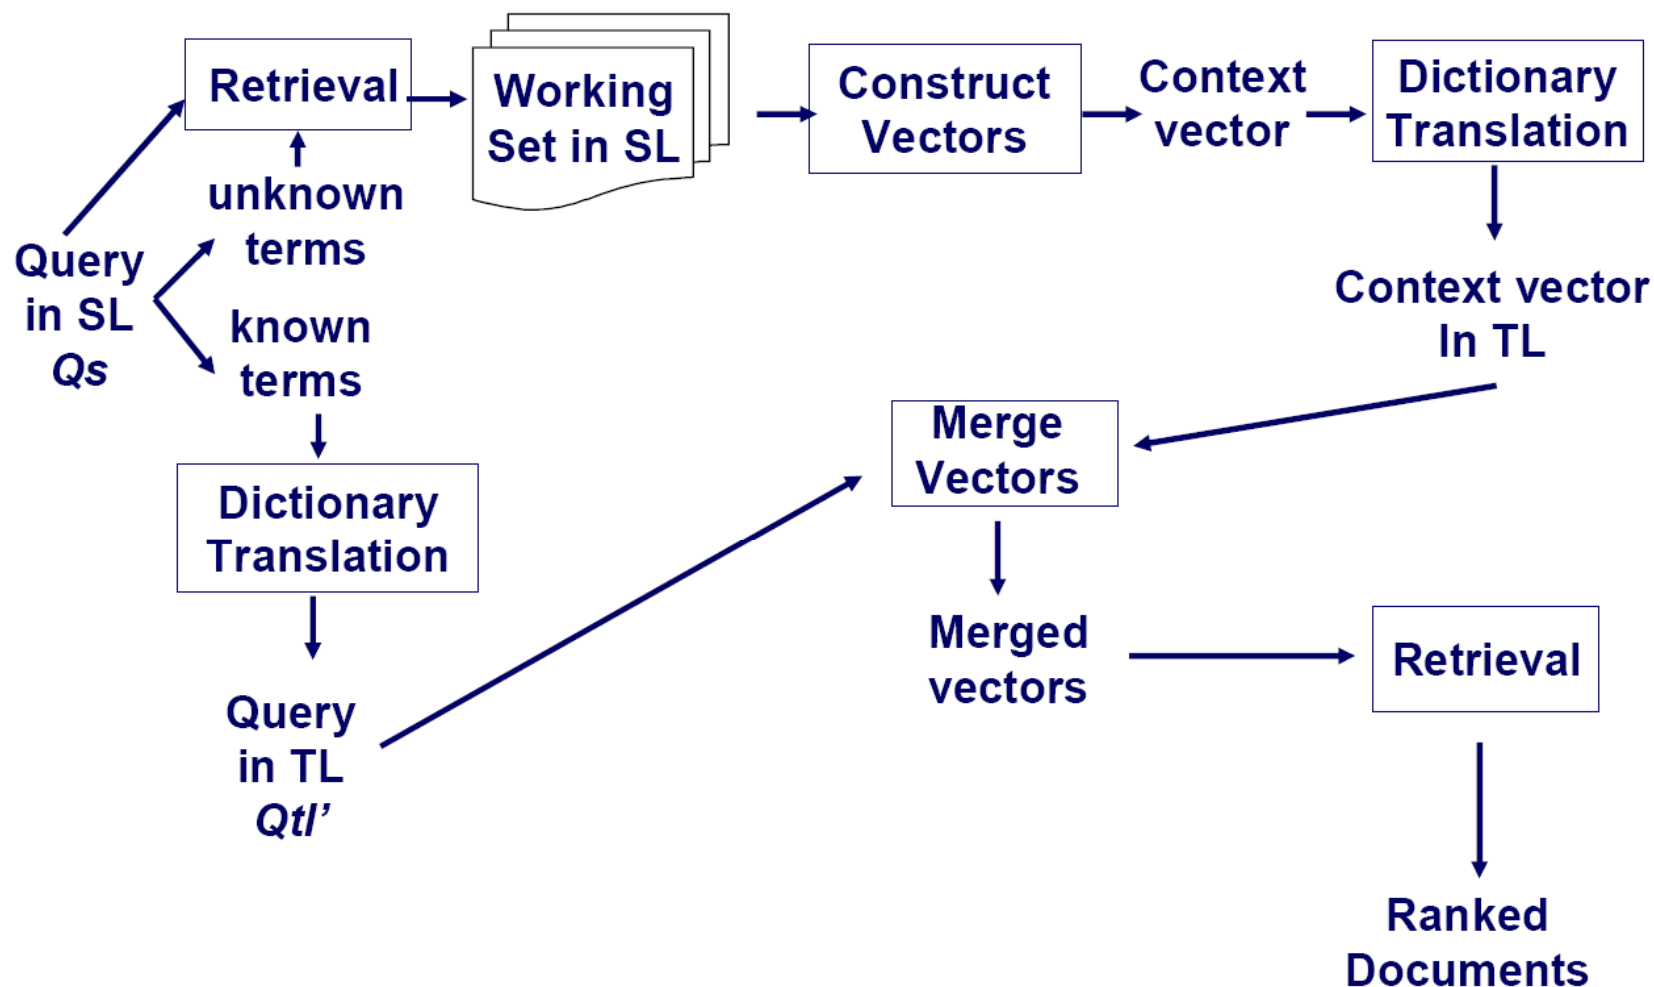 Retrieval
Working
Set in SL
Construct
Vectors
Context
vector
Dictionary
Translation
unknown
terms
Query
in SL
Qs
known
terms
Context vector
In TL
Merge
Vectors
Dictionary
Translation
Merged
vectors
Retrieval
Query
in TL
Qtl’
Ranked
Documents